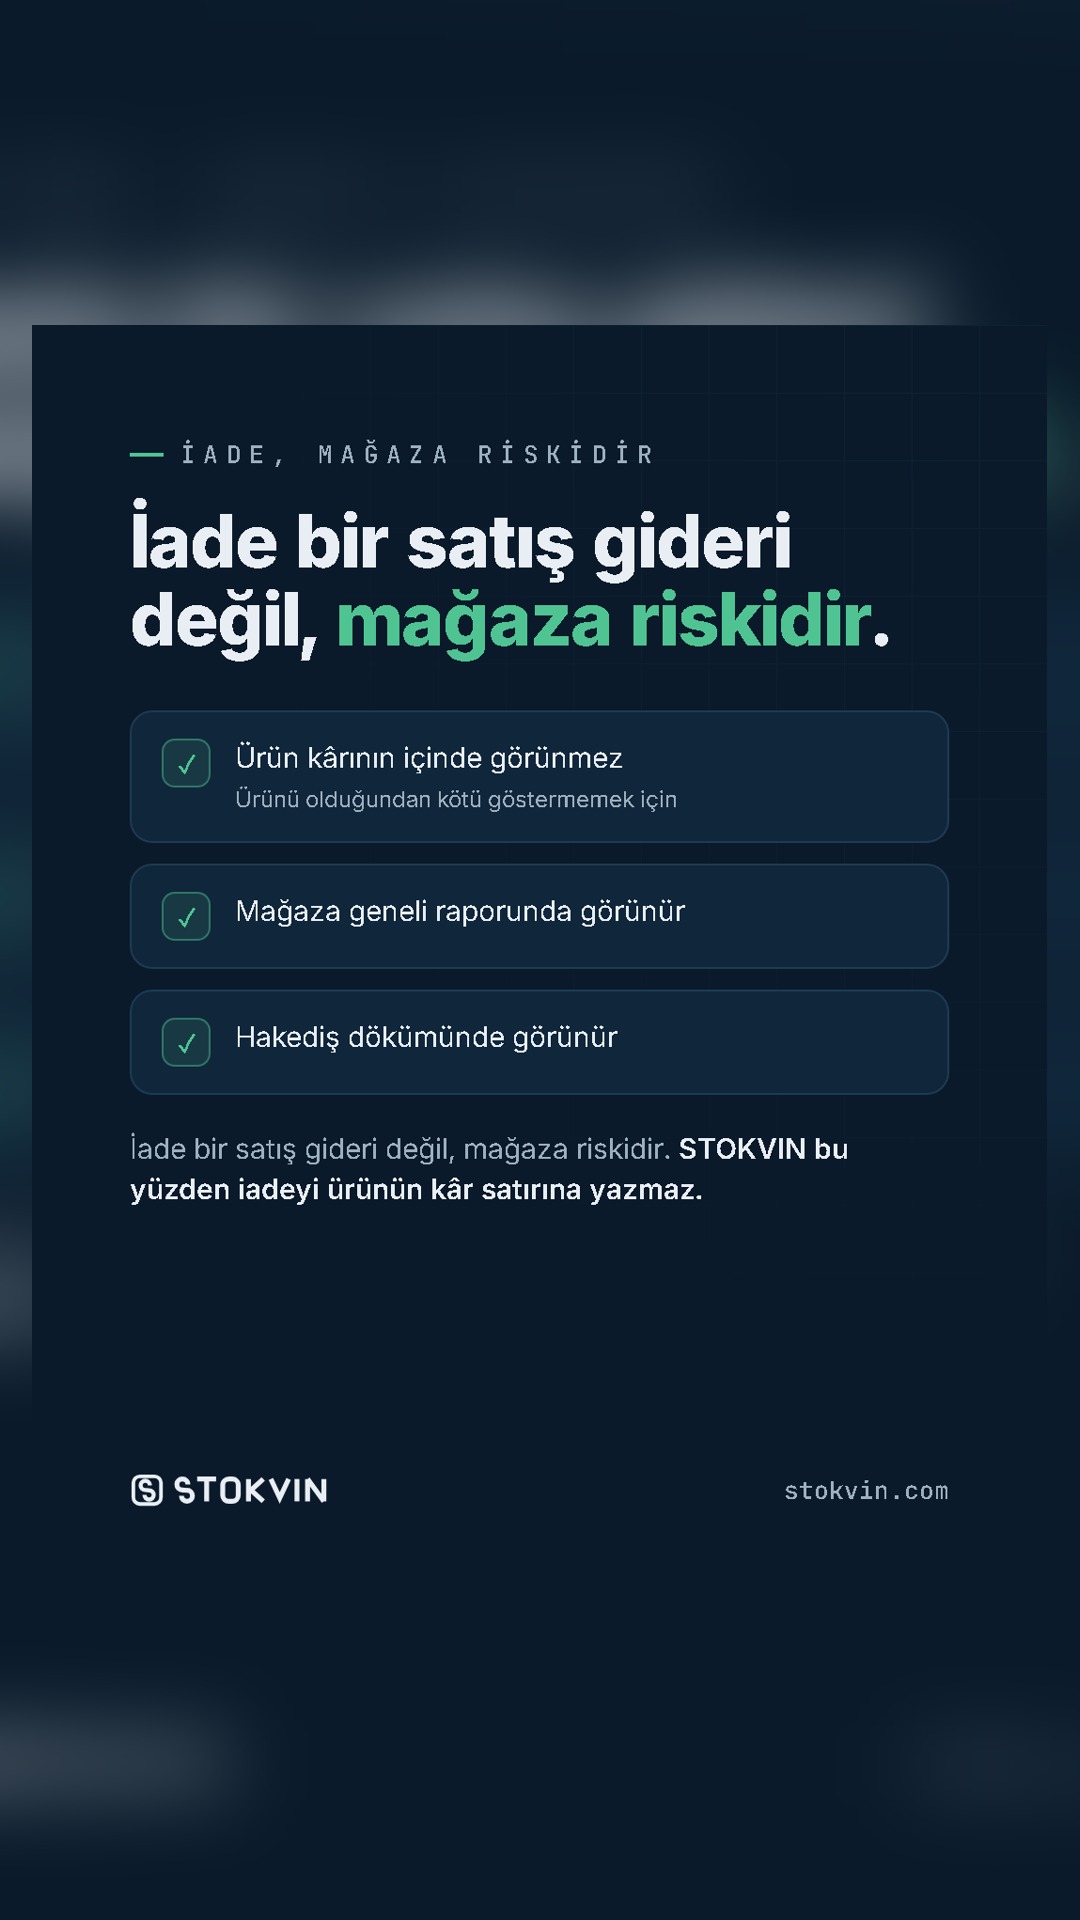 İADE, MAĞAZA RİSKİDİR
İade bir satış gideri
değil, mağaza riskidir.
Ürün kârının içinde görünmez
Ürünü olduğundan kötü göstermemek için
Mağaza geneli raporunda görünür
Hakediş dökümünde görünür
İade bir satış gideri değil, mağaza riskidir. STOKVIN bu
yüzden iadeyi ürünün kâr satırına yazmaz.
STOKVIN
stokvin.com